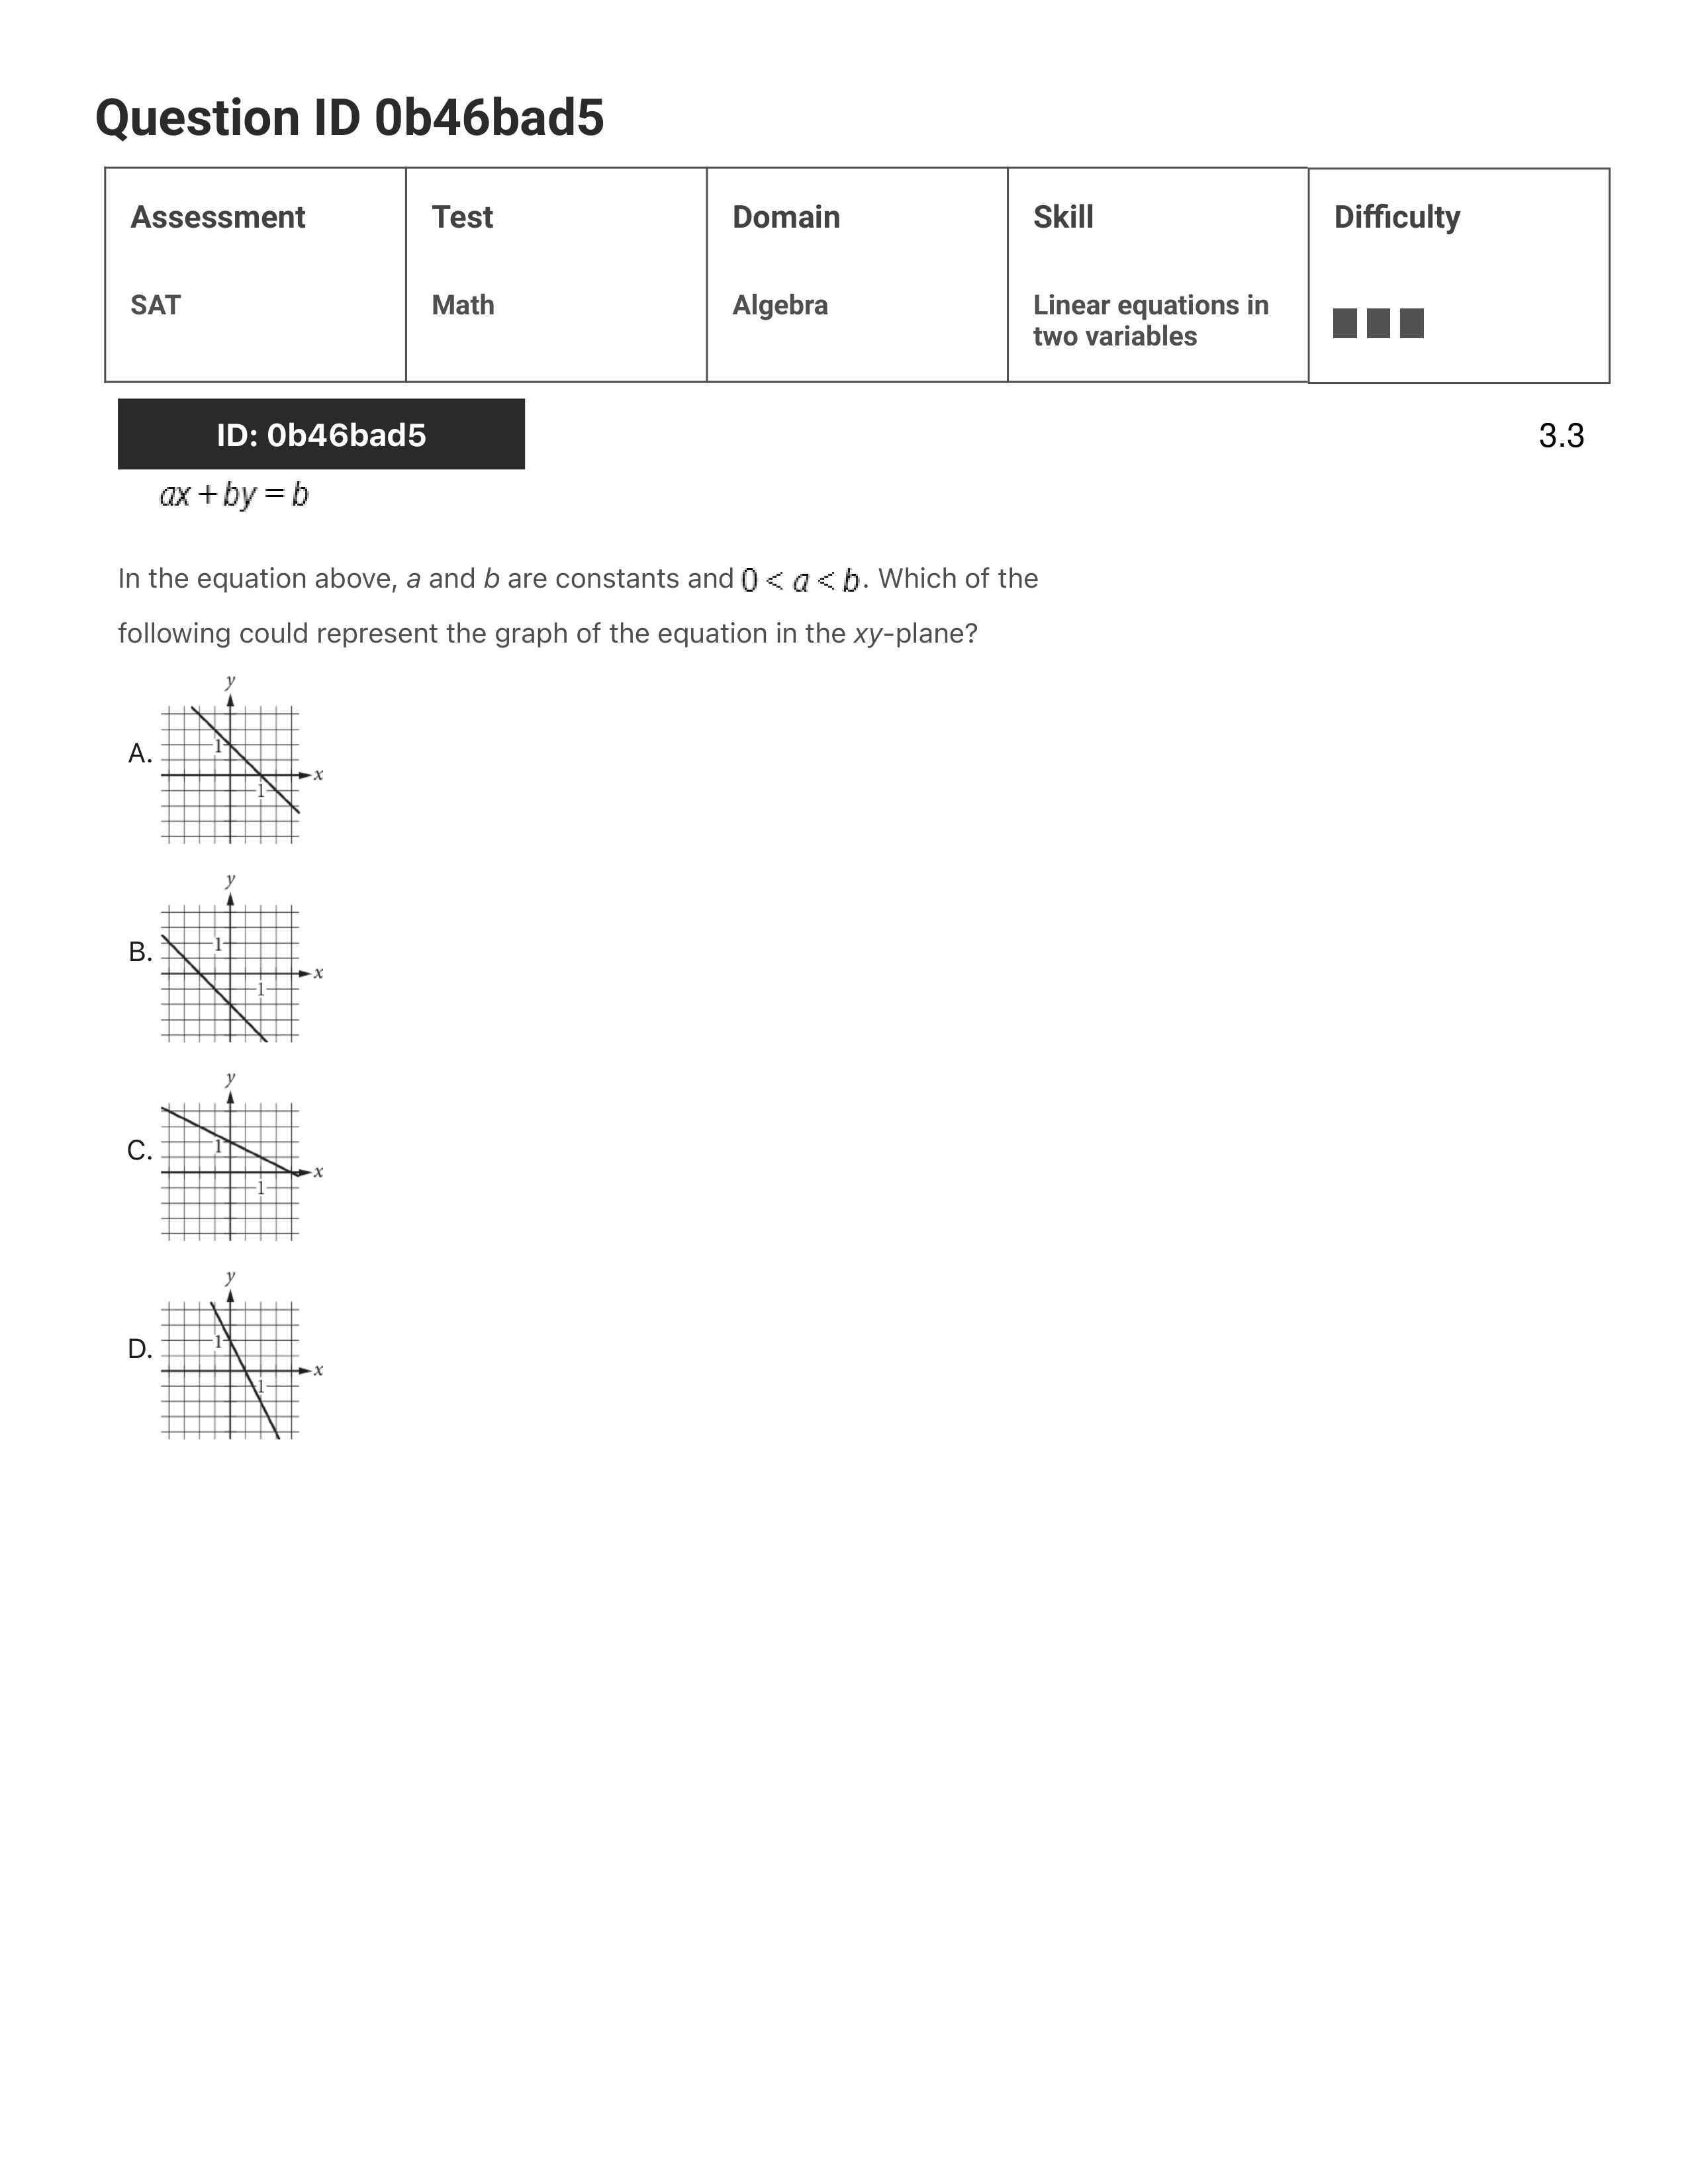 Question ID 0b46bad5
Assessment Test Domain Skill Difficulty
SAT Math Algebra Linear equations in
two variables
ID: 0b46bad5 3.3
ax + by = b
In the equation above, a and b are constants and 0 < a < b. Which of the
following could represent the graph of the equation in the xy-plane?
y
1
A.
x
1
y
1
B.
x
1
y
1
C.
x
1
y
1
D.
x
1